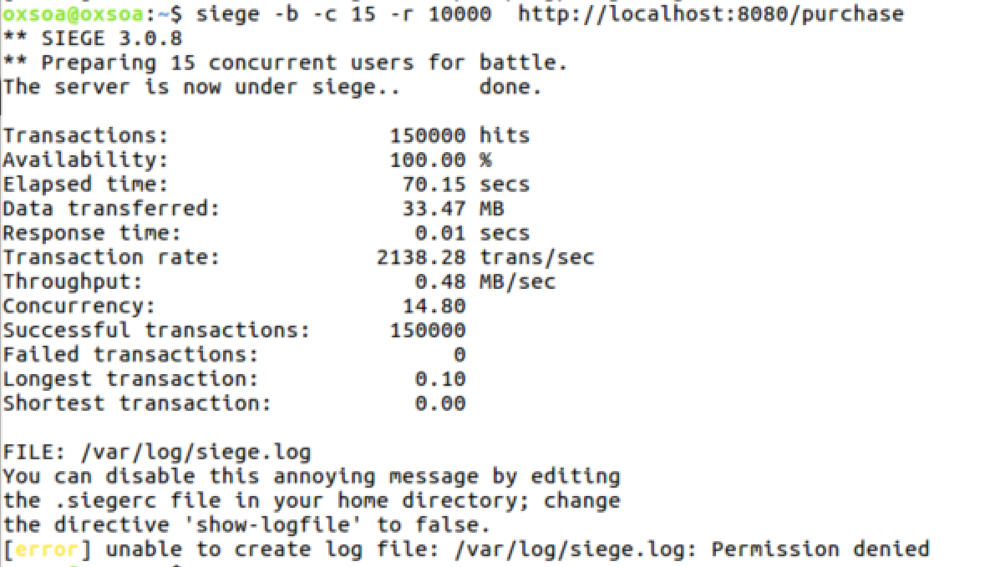 oxsoa@oxsoa:~$ siege -b -c 15 -r 10000  http://localhost:8080/purchase
** SIEGE 3.0.8
** Preparing 15 concurrent users for battle.
The server is now under siege..      done.
Transactions:                 150000 hits
Availability:                 100.00 %
Elapsed time:                  70.15 secs
Data transferred:              33.47 MB
Response time:                  0.01 secs
Transaction rate:            2138.28 trans/sec
Throughput:                     0.48 MB/sec
Concurrency:                   14.80
Successful transactions:      150000
Failed transactions:               0
Longest transaction:            0.10
Shortest transaction:           0.00
FILE: /var/log/siege.log
You can disable this annoying message by editing
the .siegerc file in your home directory; change
the directive 'show-logfile' to false.
[error] unable to create log file: /var/log/siege.log: Permission denied